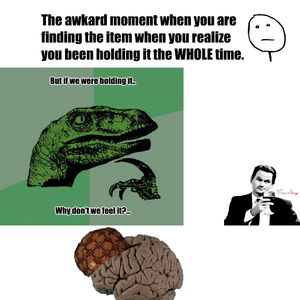 The awkard moment when you are
finding the item when you realize
you been holding it the WHOLE time.
But if we were holding it..
Why don't we feel it?...